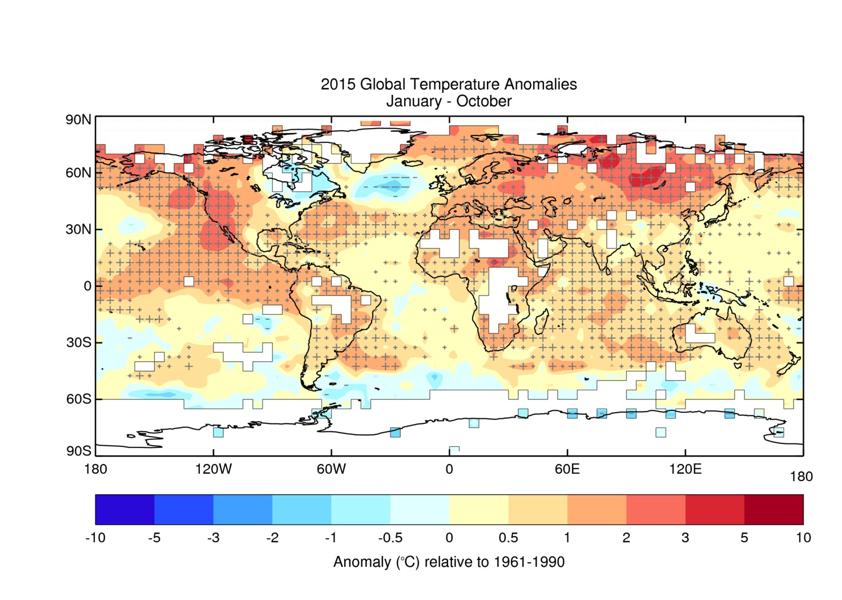 2015 Global Temperature Anomalies
January - October
90N
60N
30N
0
30S
60S
90S
180 120W 60W 0 60E 120E 180
-10 -5 -3 -2 -1 -0.5 0 0.5 1 2 3 5 10
Anomaly (°C) relative to 1961-1990